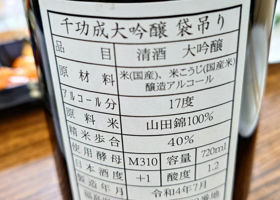 千功成大吟醸 袋吊り
品目 清酒 大吟醸
原材料 米(国産)、米こうじ(国産)
醸造アルコール
アルコール分 17度
原料米 山田錦100%
精米歩合 40%
使用酵母 M310 容量 720ml
日本酒度 +1 酸度 1.2
製造年月 令和4年7月